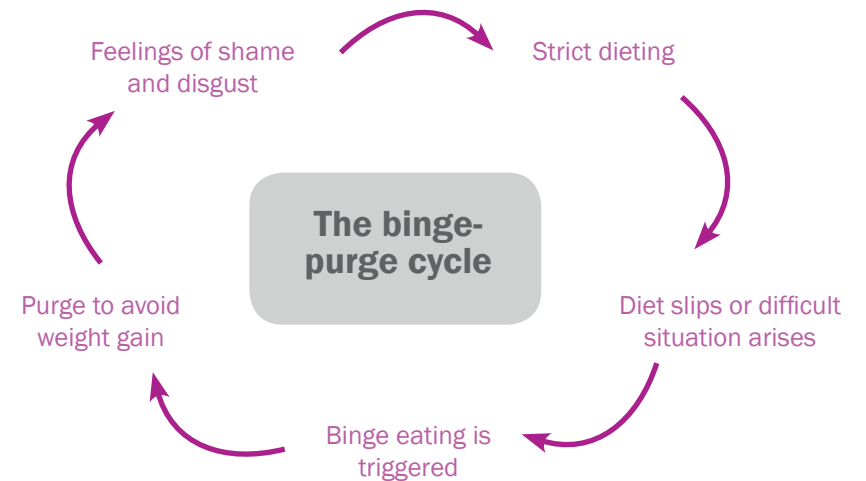 Feelings of shame
and disgust
Strict dieting
The binge-
purge cycle
Diet slips or difficult
situation arises
Purge to avoid
weight gain
Binge eating is
triggered